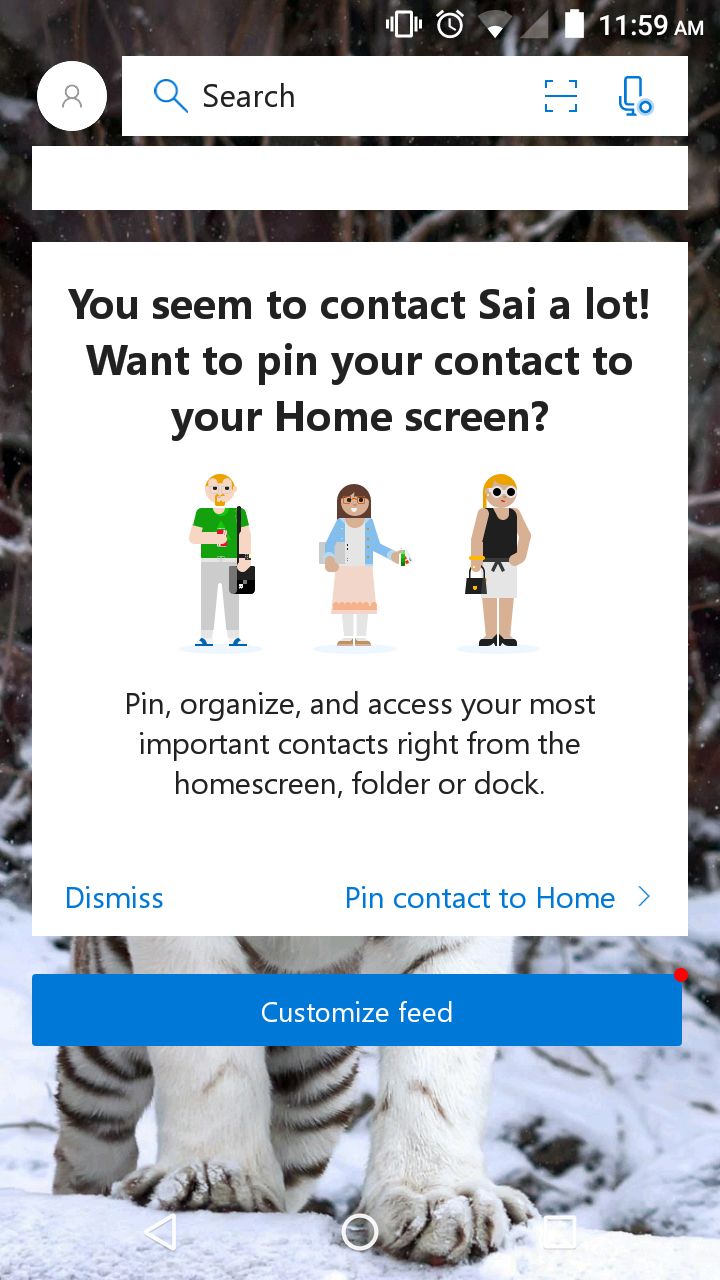 11:59 AM
Search
You seem to contact Sai a lot!
Want to pin your contact to
your Home screen?
Pin, organize, and access your most
important contacts right from the
homescreen, folder or dock.
Dismiss
Pin contact to Home
Customize feed